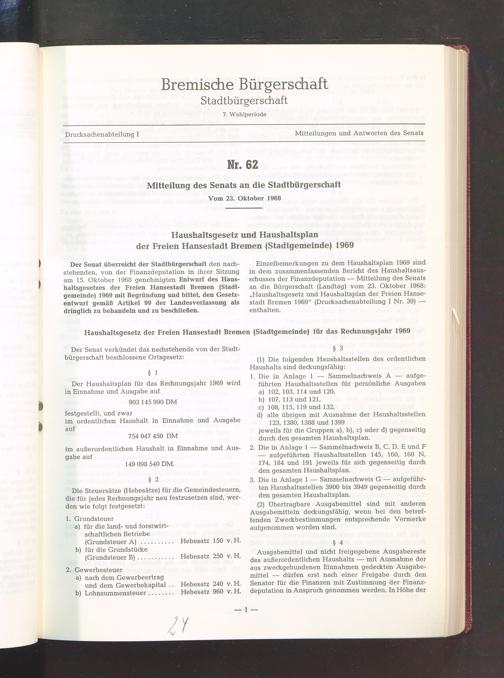 Bremische Bürgerschaft
Stadtbürgerschaft
7. Wahlperiode
Drucksachenabteilung I
Mitteilungen und Antworten des Senats
Nr. 62
Mitteilung des Senats an die Stadtbürgerschaft
Vom 23. Oktober 1968
Haushaltsgesetz und Haushaltsplan
der Freien Hansestadt Bremen (Stadtgemeinde) 1969
Der Senat überreicht der Stadtbürgerschaft den nach-
stehenden, von der Finanzdeputation in ihrer Sitzung
am 15. Oktober 1968 genehmigten Entwurf des Haus-
haltsgesetzes der Freien Hansestadt Bremen (Stadt-
gemeinde) 1969 mit Begründung und bittet, den Gesetz-
entwurf gemäß Artikel 99 der Landesverfassung als
dringlich zu behandeln und zu beschließen.
Einzelbemerkungen zu dem Haushaltsplan 1969 sind
in dem zusammenfassenden Bericht des Haushaltsaus-
schusses der Finanzdeputation — Mitteilung des Senats
an die Bürgerschaft (Landtag) vom 23. Oktober 1968:
„Haushaltsgesetz und Haushaltsplan der Freien Hanse-
stadt Bremen 1969" (Drucksachenabteilung I Nr. 39) —
enthalten.
Haushaltsgesetz der Freien Hansestadt Bremen (Stadtgemeinde) für das Rechnungsjahr 1969
Der Senat verkündet das nachstehende von der Stadt-
bürgerschaft beschlossene Ortsgesetz:
§ 1
Der Haushaltsplan für das Rechnungsjahr 1969 wird
in Einnahme und Ausgabe auf
903 145 990 DM
festgestellt, und zwar
im ordentlichen Haushalt in Einnahme und Ausgabe
auf
754 047 450 DM
im außerordentlichen Haushalt in Einnahme und Aus-
gabe auf
149 098 540 DM.
§ 2
Die Steuersätze (Hebesätze) für die Gemeindesteuern,
die für jedes Rechnungsjahr neu festzusetzen sind, wer-
den wie folgt festgesetzt:
1. Grundsteuer
a) für die land- und forstwirt-
schaftlichen Betriebe
(Grundsteuer A) .......... Hebesatz 150 v. H.
b) für die Grundstücke
(Grundsteuer B) .......... Hebesatz 250 v. H.
2. Gewerbesteuer
a) nach dem Gewerbeertrag
und dem Gewerbekapital .. Hebesatz 240 v. H.
b) Lohnsummensteuer ....... Hebesatz 960 v. H.
§ 3
(1) Die folgenden Haushaltsstellen des ordentlichen
Haushalts sind deckungsfähig:
1. Die in Anlage 1 — Sammelnachweis A — aufge-
führten Haushaltsstellen für persönliche Ausgaben
a) 102, 103, 114 und 120,
b) 107, 113 und 121,
c) 108, 115, 119 und 132,
d) alle übrigen mit Ausnahme der Haushaltsstellen
123, 1380, 1388 und 1399
jeweils für die Gruppen a), b), c) oder d) gegenseitig
durch den gesamten Haushaltsplan.
2. Die in Anlage 1 — Sammelnachweis B, C, D, E und F
— aufgeführten Haushaltsstellen 145, 160, 160 N,
174, 184 und 191 jeweils für sich gegenseitig durch
den gesamten Haushaltsplan.
3. Die in Anlage 1 — Sammelnachweis G — aufgeführ-
ten Haushaltsstellen 3900 bis 3949 gegenseitig durch
den gesamten Haushaltsplan.
(2) Übertragbare Ausgabemittel sind mit anderen
Ausgabemitteln deckungsfähig, wenn bei den betref-
fenden Zweckbestimmungen entsprechende Vermerke
aufgenommen worden sind.
§ 4
Ausgabemittel und nicht freigegebene Ausgabereste
des außerordentlichen Haushalts — mit Ausnahme der
aus zweckgebundenen Einnahmen gedeckten Ausgabe-
mittel — dürfen erst nach einer Freigabe durch den
Senator für die Finanzen mit Zustimmung der Finanz-
deputation in Anspruch genommen werden. In Höhe der
— 1 —
24